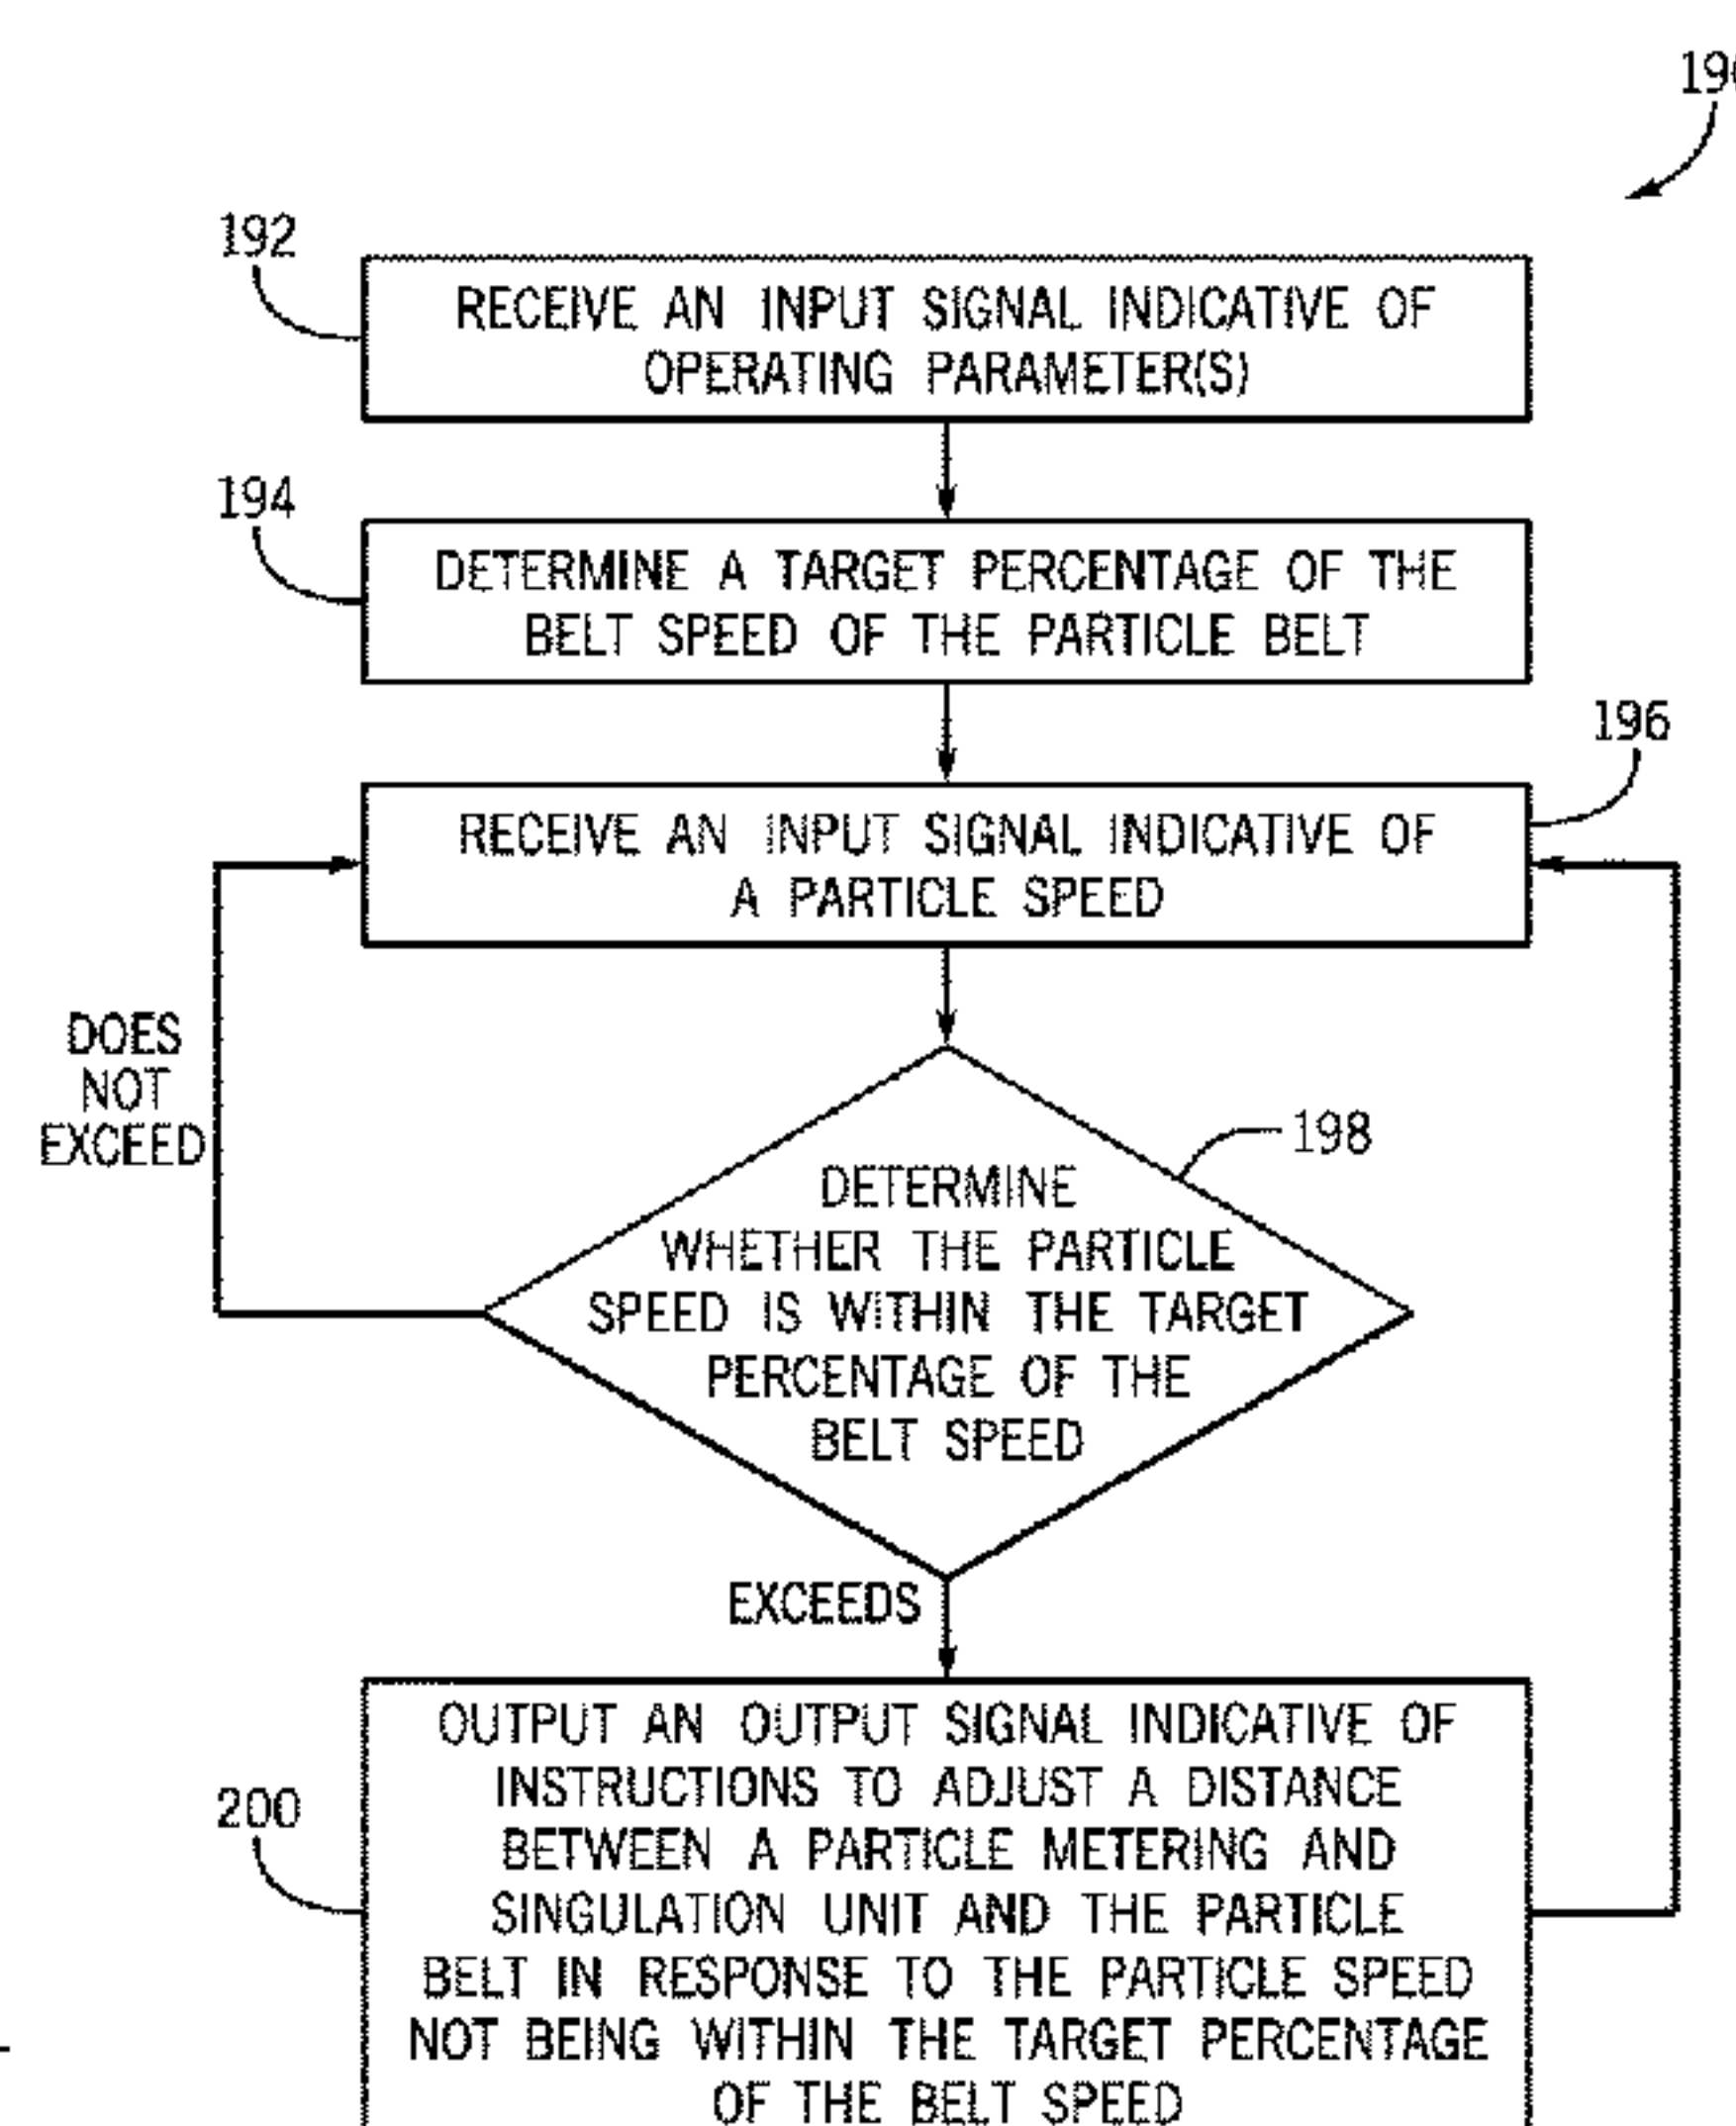 192
RECEIVE AN INPUT SIGNAL INDICATIVE OF
OPERATING PARAMETER(S)
194
DETERMINE A TARGET PERCENTAGE OF THE
BELT SPEED OF THE PARTICLE BELT
196
RECEIVE AN INPUT SIGNAL INDICATIVE OF
A PARTICLE SPEED
DOES
NOT
EXCEED
198
DETERMINE
WHETHER THE PARTICLE
SPEED IS WITHIN THE TARGET
PERCENTAGE OF THE
BELT SPEED
EXCEEDS
200
OUTPUT AN OUTPUT SIGNAL INDICATIVE OF
INSTRUCTIONS TO ADJUST A DISTANCE
BETWEEN A PARTICLE METERING AND
SINGULATION UNIT AND THE PARTICLE
BELT IN RESPONSE TO THE PARTICLE SPEED
NOT BEING WITHIN THE TARGET PERCENTAGE
OF THE BELT SPEED